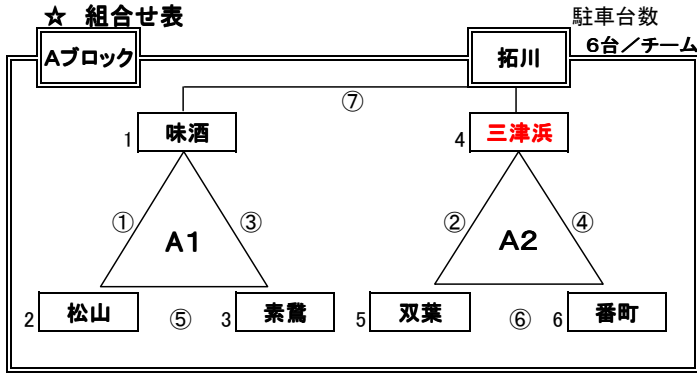 ☆ 組合せ表
駐車台数
6台／チーム
Aブロック
拓川
⑦
1 味酒
4 三津浜
① ③
② ④
A1
A2
2 松山
⑤
3 素鵞
5 双葉
⑥
6 番町